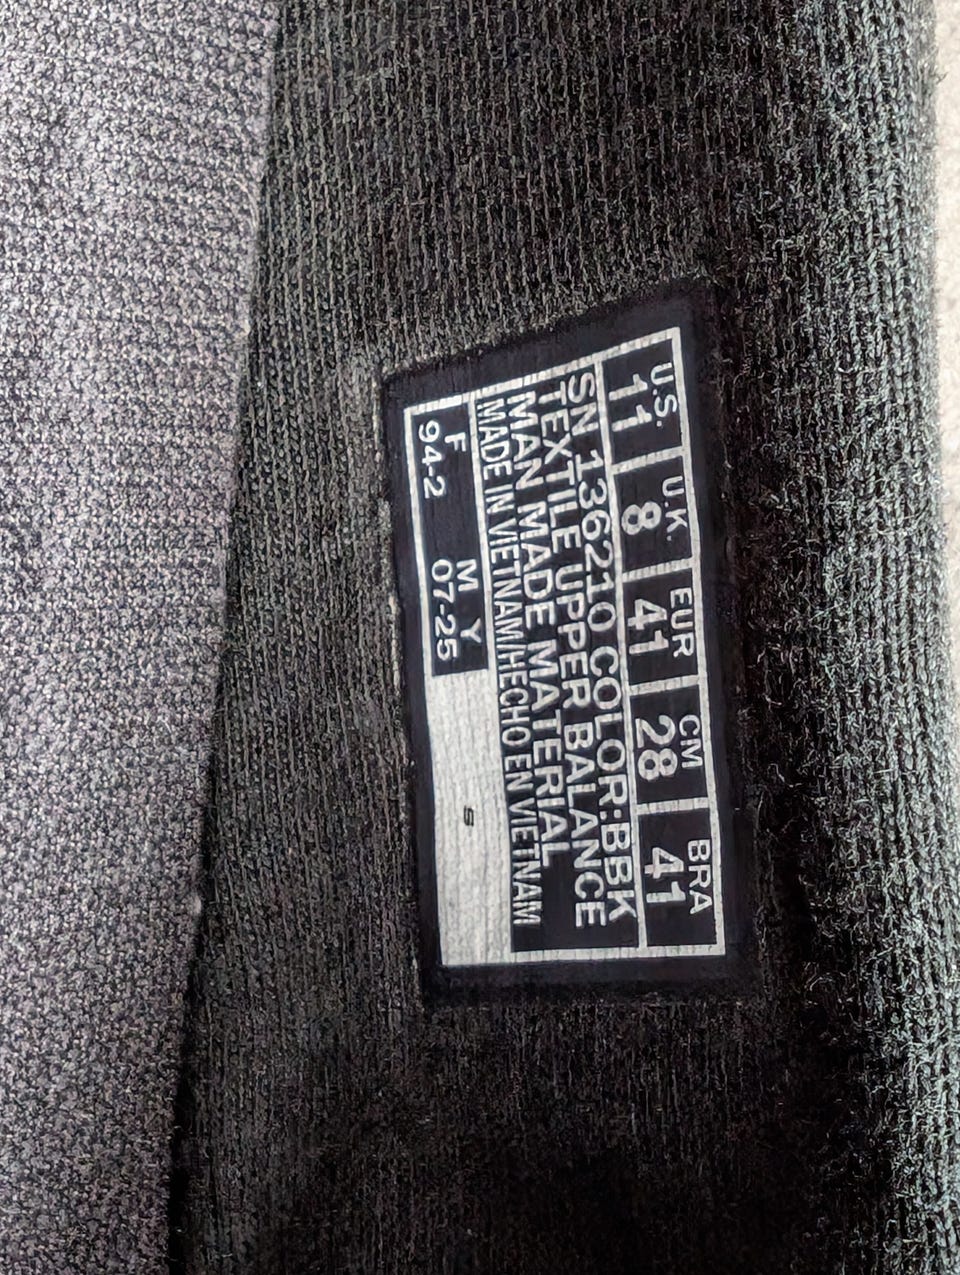 U.S. U.K. EUR CM BRA
11 8 41 28 41
SN 136210 COLOR:BBK
TEXTILE UPPER BALANCE
MAN MADE MATERIAL
MADE IN VIETNAM/HECHO EN VIETNAM
F M Y
94-2 07-25
s